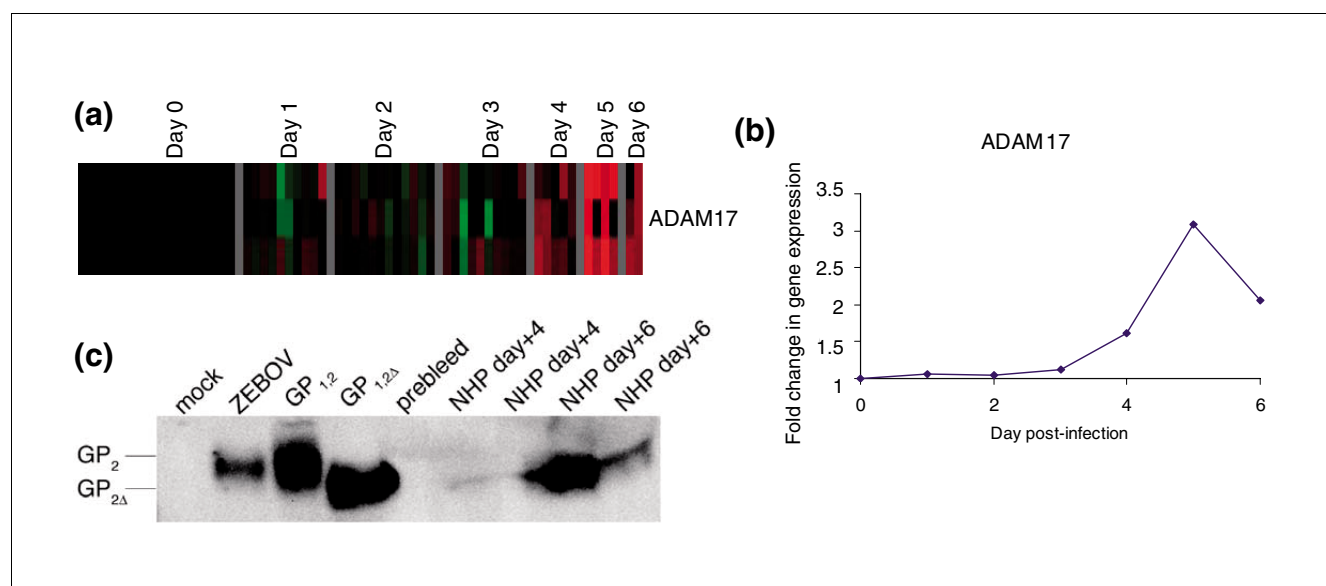 (a)
Day 0
Day 1
Day 2
Day 3
Day 4
Day 5
Day 6
ADAM17
(b)
ADAM17
Fold change in gene expression
3.5
3
2.5
2
1.5
1
0
2
4
6
Day post-infection
(c)
mock
ZEBOV
GP 1,2
GP 1,2Δ
prebleed
NHP day+4
NHP day+4
NHP day+6
NHP day+6
GP2
GP2Δ